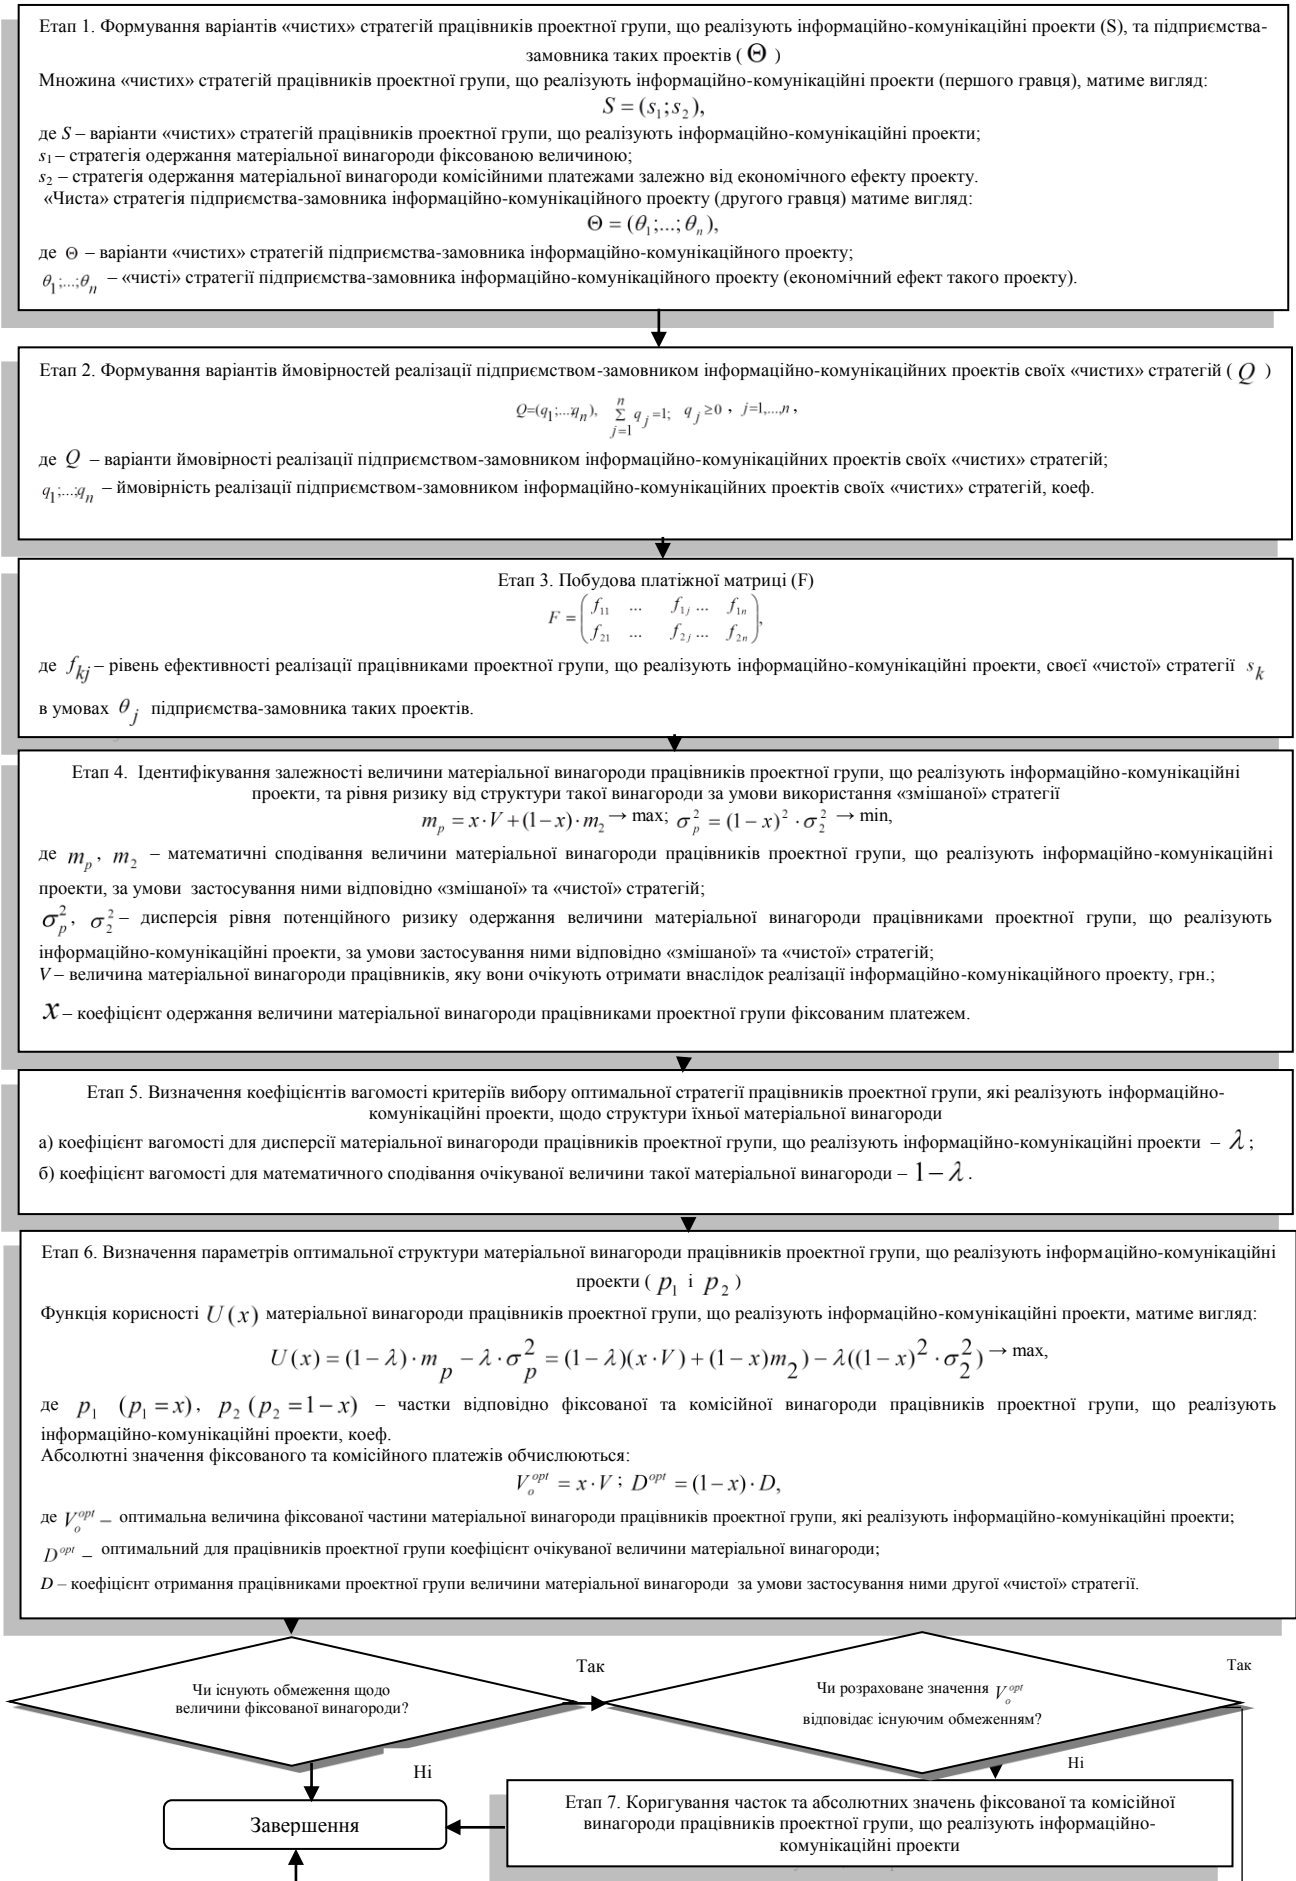 Етап 1. Формування варіантів «чистих» стратегій працівників проектної групи, що реалізують інформаційно-комунікаційні проекти (S), та підприємства-
замовника таких проектів ( Θ )
Множина «чистих» стратегій працівників проектної групи, що реалізують інформаційно-комунікаційні проекти (першого гравця), матиме вигляд:
S = (s₁; s₂),
де S – варіанти «чистих» стратегій працівників проектної групи, що реалізують інформаційно-комунікаційні проекти;
s₁ – стратегія одержання матеріальної винагороди фіксованою величиною;
s₂ – стратегія одержання матеріальної винагороди комісійними платежами залежно від економічного ефекту проекту.
«Чиста» стратегія підприємства-замовника інформаційно-комунікаційного проекту (другого гравця) матиме вигляд:
Θ = (θ₁;...; θₙ),
де Θ – варіанти «чистих» стратегій підприємства-замовника інформаційно-комунікаційного проекту;
θ₁;...;θₙ – «чисті» стратегії підприємства-замовника інформаційно-комунікаційного проекту (економічний ефект такого проекту).
Етап 2. Формування варіантів ймовірностей реалізації підприємством-замовником інформаційно-комунікаційних проектів своїх «чистих» стратегій ( Q )
Q=(q₁;...qₙ), n ∑ j=1 q_j =1; q_j ≥0 , j=1,...,n ,
де Q – варіанти ймовірності реалізації підприємством-замовником інформаційно-комунікаційних проектів своїх «чистих» стратегій;
q₁;...;qₙ – ймовірність реалізації підприємством-замовником інформаційно-комунікаційних проектів своїх «чистих» стратегій, коеф.
Етап 3. Побудова платіжної матриці (F)
F = ( f₁₁ ... f₁ⱼ ... f₁ₙ
f₂₁ ... f₂ⱼ ... f₂ₙ ),
де f_kj – рівень ефективності реалізації працівниками проектної групи, що реалізують інформаційно-комунікаційні проекти, своєї «чистої» стратегії s_k
в умовах θ_j підприємства-замовника таких проектів.
Етап 4. Ідентифікування залежності величини матеріальної винагороди працівників проектної групи, що реалізують інформаційно-комунікаційні
проекти, та рівня ризику від структури такої винагороди за умови використання «змішаної» стратегії
m_p = x · V + (1 − x) · m₂ → max; σ_p² = (1 − x)² · σ₂² → min,
де m_p , m₂ – математичні сподівання величини матеріальної винагороди працівників проектної групи, що реалізують інформаційно-комунікаційні
проекти, за умови застосування ними відповідно «змішаної» та «чистої» стратегій;
σ_p² , σ₂² – дисперсія рівня потенційного ризику одержання величини матеріальної винагороди працівниками проектної групи, що реалізують
інформаційно-комунікаційні проекти, за умови застосування ними відповідно «змішаної» та «чистої» стратегій;
V – величина матеріальної винагороди працівників, яку вони очікують отримати внаслідок реалізації інформаційно-комунікаційного проекту, грн.;
x – коефіцієнт одержання величини матеріальної винагороди працівниками проектної групи фіксованим платежем.
Етап 5. Визначення коефіцієнтів вагомості критеріїв вибору оптимальної стратегії працівників проектної групи, які реалізують інформаційно-
комунікаційні проекти, щодо структури їхньої матеріальної винагороди
а) коефіцієнт вагомості для дисперсії матеріальної винагороди працівників проектної групи, що реалізують інформаційно-комунікаційні проекти – λ ;
б) коефіцієнт вагомості для математичного сподівання очікуваної величини такої матеріальної винагороди – 1 − λ .
Етап 6. Визначення параметрів оптимальної структури матеріальної винагороди працівників проектної групи, що реалізують інформаційно-комунікаційні
проекти ( p₁ і p₂ )
Функція корисності U(x) матеріальної винагороди працівників проектної групи, що реалізують інформаційно-комунікаційні проекти, матиме вигляд:
U(x) = (1 − λ) · m_p − λ · σ_p² = (1 − λ)(x · V) + (1 − x)m₂) − λ((1 − x)² · σ₂²) → max,
де p₁ (p₁ = x), p₂ (p₂ = 1 − x) – частки відповідно фіксованої та комісійної винагороди працівників проектної групи, що реалізують
інформаційно-комунікаційні проекти, коеф.
Абсолютні значення фіксованого та комісійного платежів обчислюються:
V_o^opt = x · V ; D^opt = (1 − x) · D,
де V_o^opt – оптимальна величина фіксованої частини матеріальної винагороди працівників проектної групи, які реалізують інформаційно-комунікаційні проекти;
D^opt – оптимальний для працівників проектної групи коефіцієнт очікуваної величини матеріальної винагороди;
D – коефіцієнт отримання працівниками проектної групи величини матеріальної винагороди за умови застосування ними другої «чистої» стратегії.
Чи існують обмеження щодо
величини фіксованої винагороди?
Так
Чи розраховане значення V_o^opt
відповідає існуючим обмеженням?
Так
Ні
Ні
Завершення
Етап 7. Коригування часток та абсолютних значень фіксованої та комісійної
винагороди працівників проектної групи, що реалізують інформаційно-
комунікаційні проекти